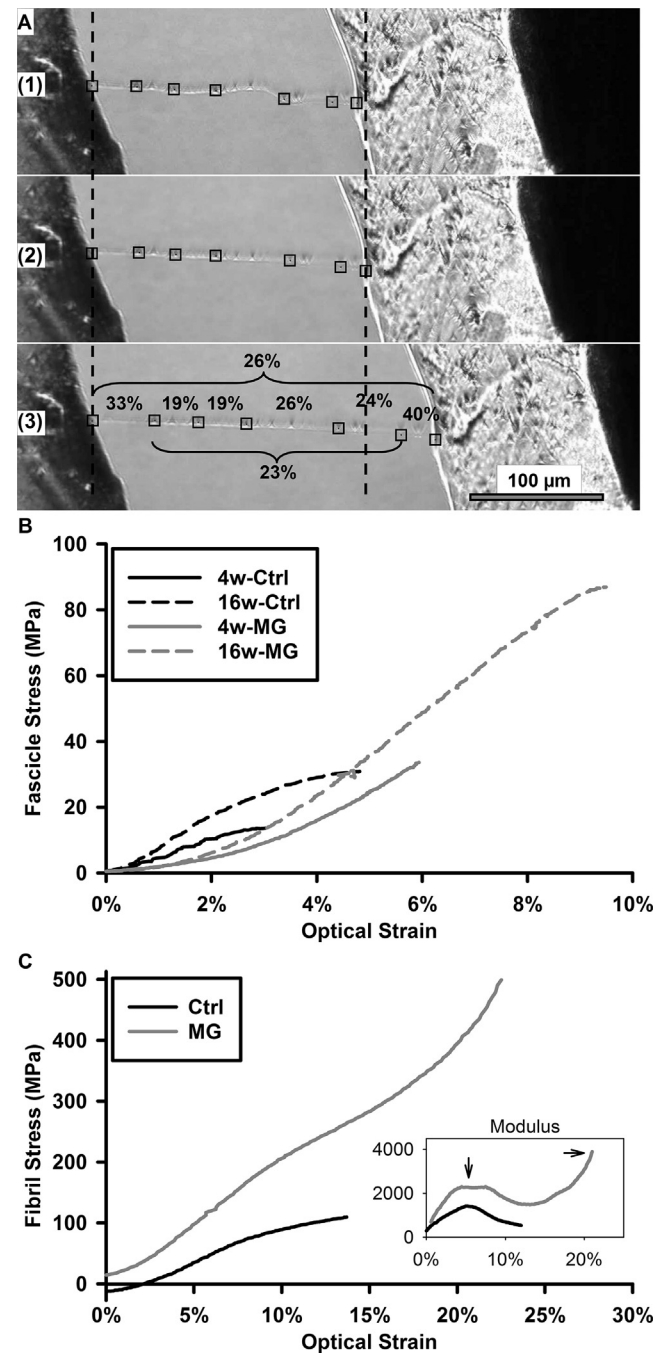 A
(1)
(2)
26%
33% 19% 19% 26% 24% 40%
(3)
23%
100 µm
B
100
80
60
40
20
0
Fascicle Stress (MPa)
4w-Ctrl
16w-Ctrl
4w-MG
16w-MG
0% 2% 4% 6% 8% 10%
Optical Strain
C
500
400
300
200
100
0
Fibril Stress (MPa)
Ctrl
MG
Modulus
4000
2000
0
0% 10% 20%
0% 5% 10% 15% 20% 25% 30%
Optical Strain